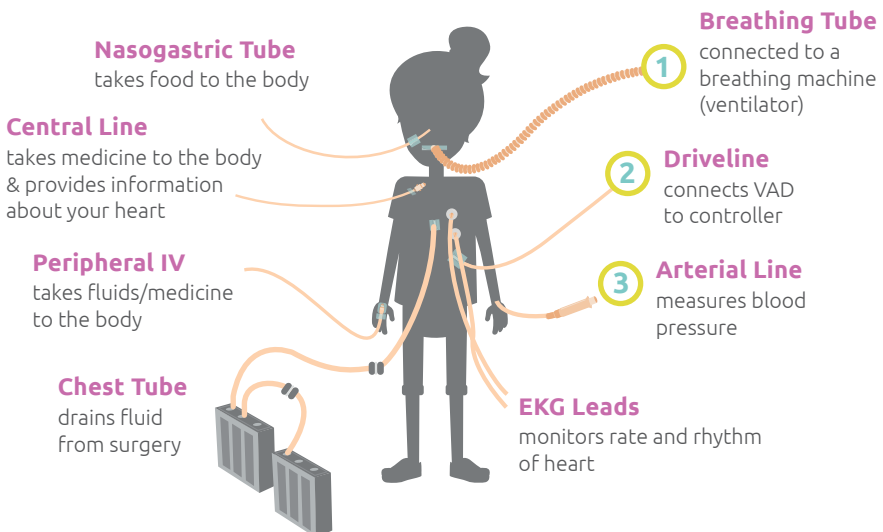 Nasogastric Tube
takes food to the body
Central Line
takes medicine to the body
& provides information
about your heart
Peripheral IV
takes fluids/medicine
to the body
Chest Tube
drains fluid
from surgery
1
Breathing Tube
connected to a
breathing machine
(ventilator)
2
Driveline
connects VAD
to controller
3
Arterial Line
measures blood
pressure
EKG Leads
monitors rate and rhythm
of heart